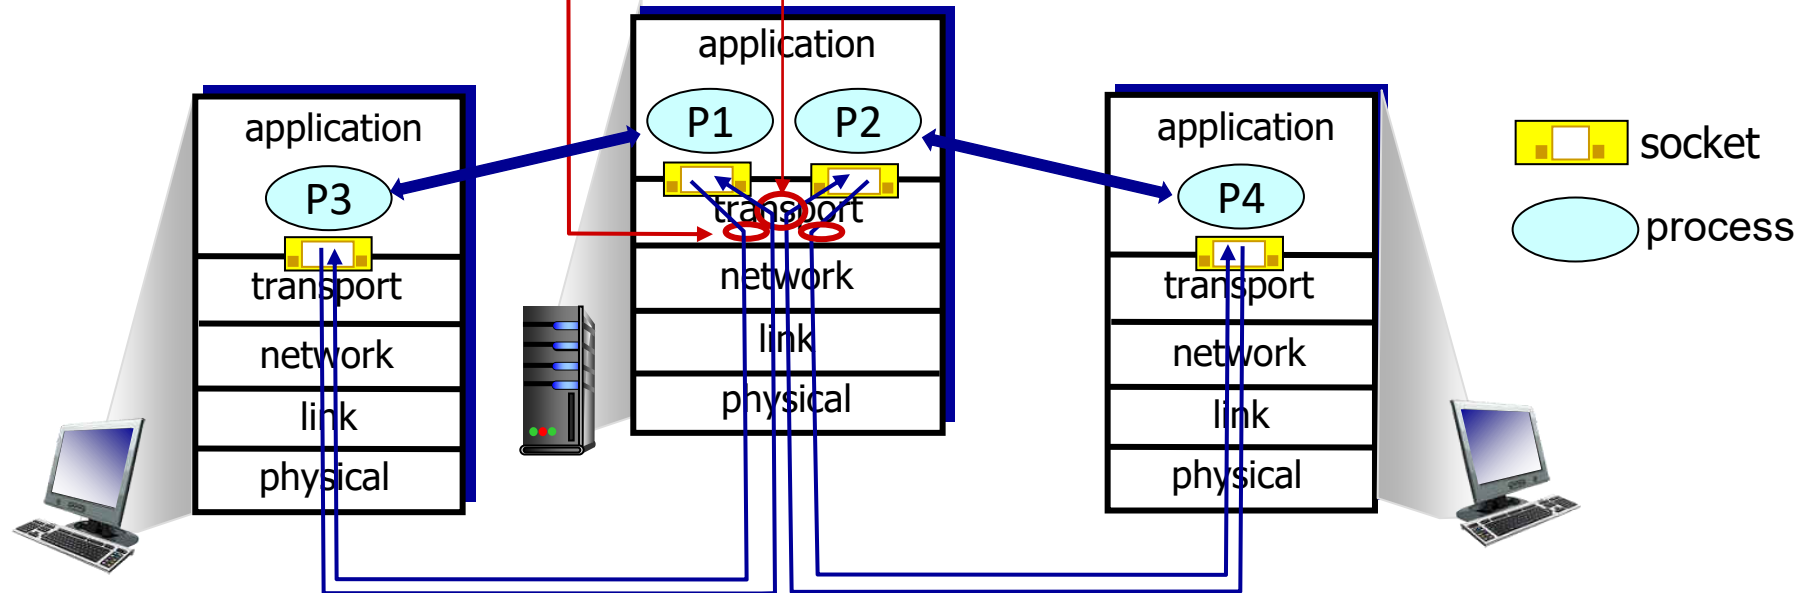 application
P1
P2
transport
network
link
physical
application
P3
transport
network
link
physical
application
P4
transport
network
link
physical
socket
process